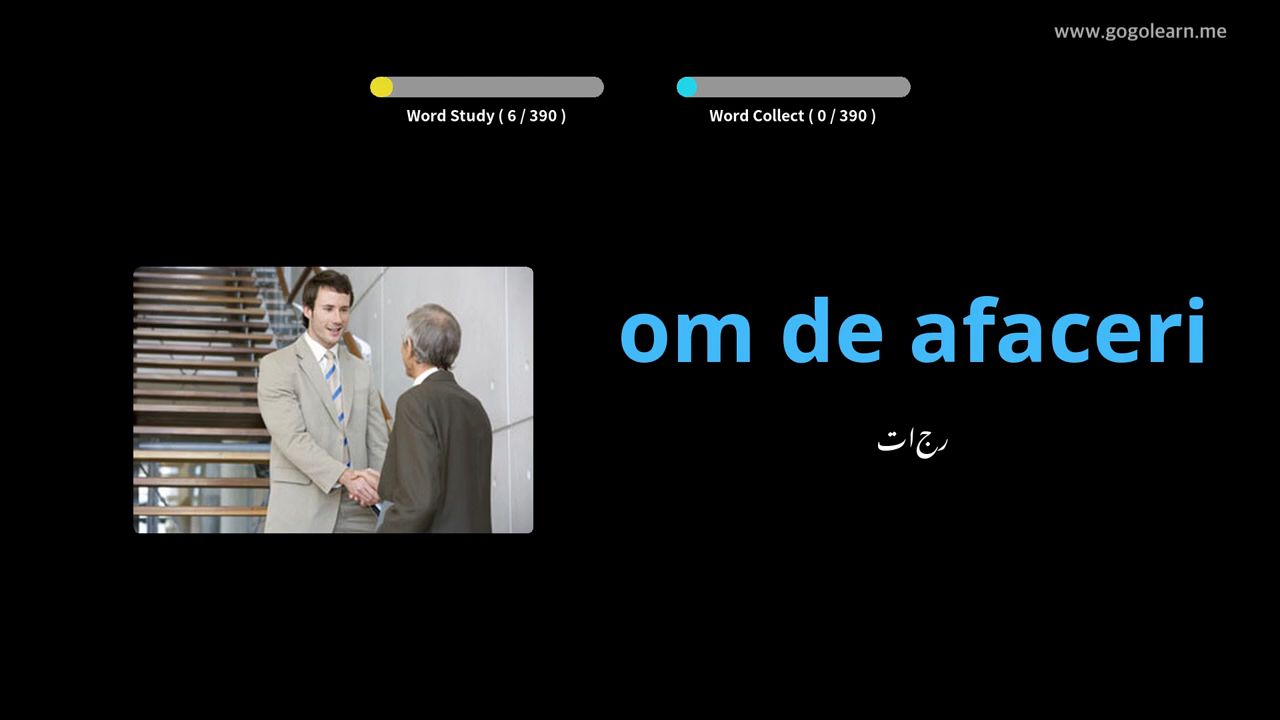 www.gogolearn.me
Word Study ( 6 / 390 )
Word Collect ( 0 / 390 )
om de afaceri
رج‌ات